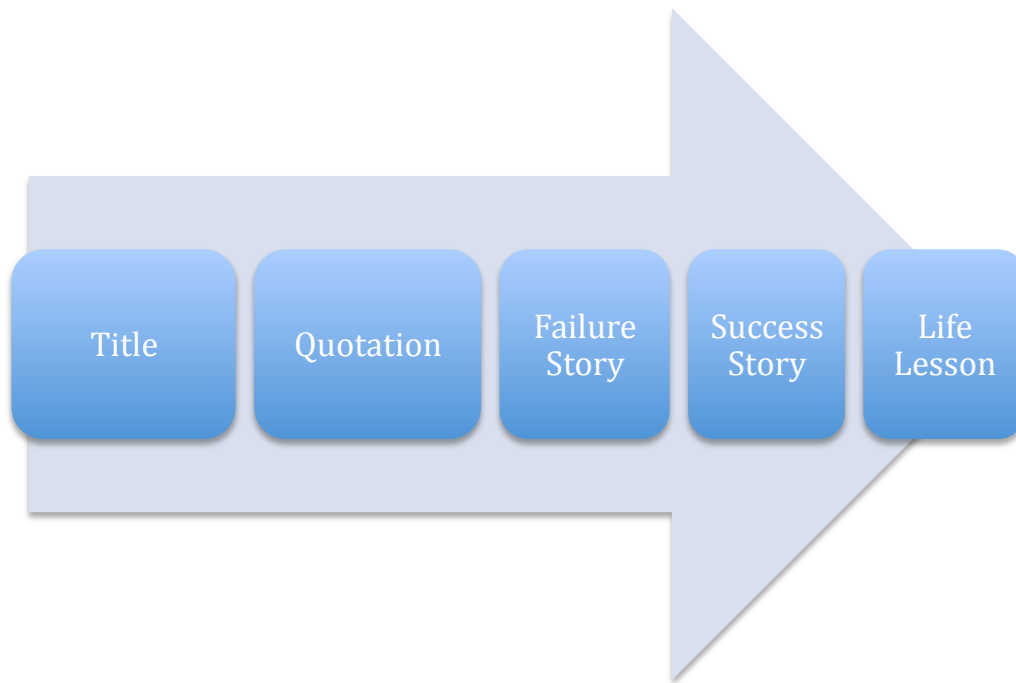 Title
Quotation
Failure
Story
Success
Story
Life
Lesson